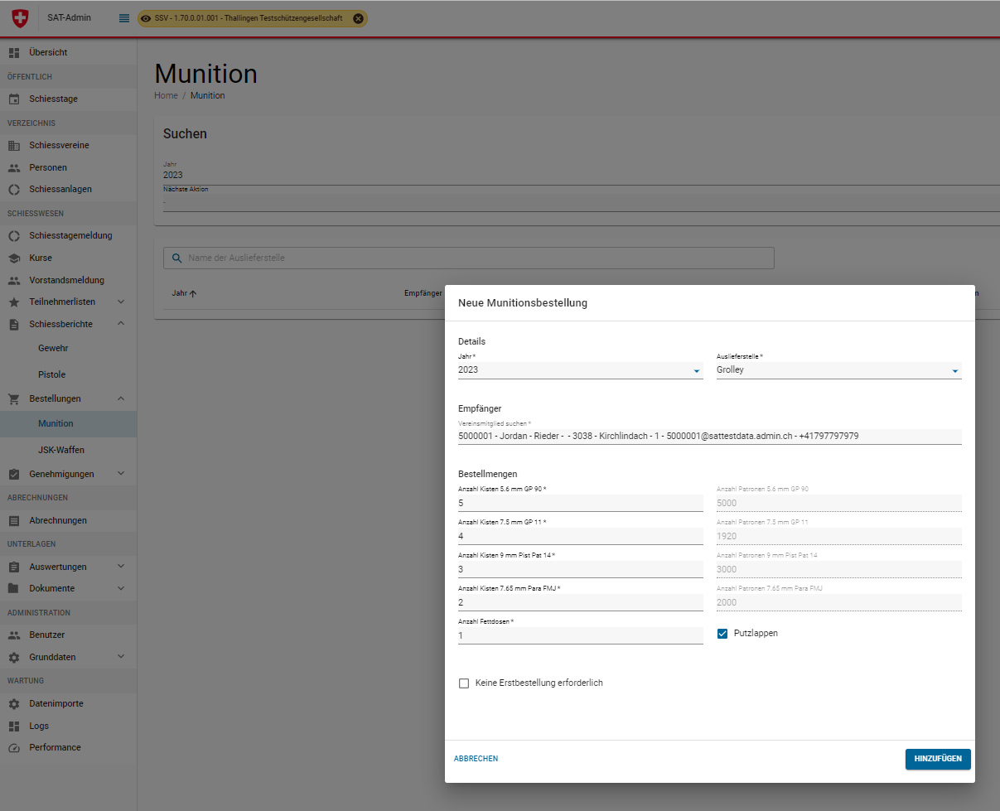 SAT-Admin
SSV - 1.70.0.01.001 - Thallingen Testschützengesellschaft
Übersicht
ÖFFENTLICH
Schiesstage
VERZEICHNIS
Schiessvereine
Personen
Schiessanlagen
SCHIESSWESEN
Schiesstagemeldung
Kurse
Vorstandsmeldung
Teilnehmerlisten
Schiessberichte
Gewehr
Pistole
Bestellungen
Munition
JSK-Waffen
Genehmigungen
ABRECHNUNGEN
Abrechnungen
UNTERLAGEN
Auswertungen
Dokumente
ADMINISTRATION
Benutzer
Grunddaten
WARTUNG
Datenimporte
Logs
Performance
Munition
Home / Munition
Suchen
Jahr
2023
Nächste Aktion
-
Name der Auslieferstelle
Jahr Empfänger n
Neue Munitionsbestellung
Details
Jahr * Auslieferstelle *
2023 Grolley
Empfänger
Vereinsmitglied suchen *
5000001 - Jordan - Rieder - - 3038 - Kirchlindach - 1 - 5000001@sattestdata.admin.ch - +41797797979
Bestellmengen
Anzahl Kisten 5.6 mm GP 90 * Anzahl Patronen 5.6 mm GP 90
5 5000
Anzahl Kisten 7.5 mm GP 11 * Anzahl Patronen 7.5 mm GP 11
4 1920
Anzahl Kisten 9 mm Pist Pat 14 * Anzahl Patronen 9 mm Pist Pat 14
3 3000
Anzahl Kisten 7.65 mm Para FMJ * Anzahl Patronen 7.65 mm Para FMJ
2 2000
Anzahl Fettdosen *
1 Putzlappen
Keine Erstbestellung erforderlich
ABBRECHEN HINZUFÜGEN